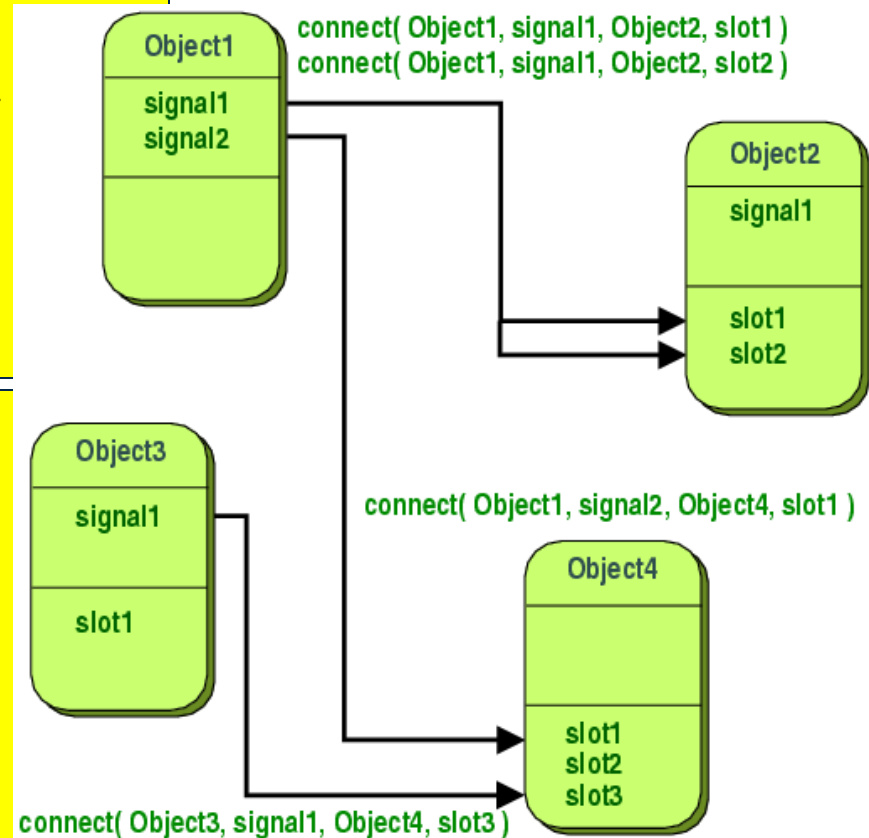 connect( Object1, signal1, Object2, slot1 )
connect( Object1, signal1, Object2, slot2 )
Object1
signal1
signal2
Object2
signal1
slot1
slot2
Object3
signal1
slot1
connect( Object1, signal2, Object4, slot1 )
Object4
slot1
slot2
slot3
connect( Object3, signal1, Object4, slot3 )